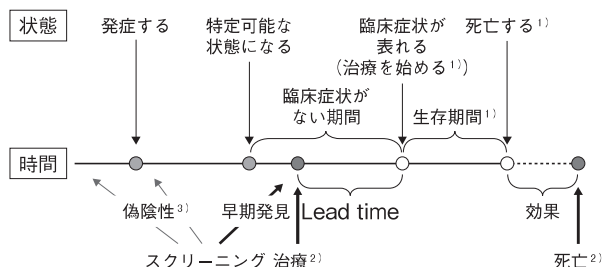 状態
発症する
特定可能な
状態になる
臨床症状が
表れる
（治療を始める1)）
死亡する1)
臨床症状が
ない期間
生存期間1)
時間
偽陰性3)
早期発見
Lead time
効果
スクリーニング
治療2)
死亡2)